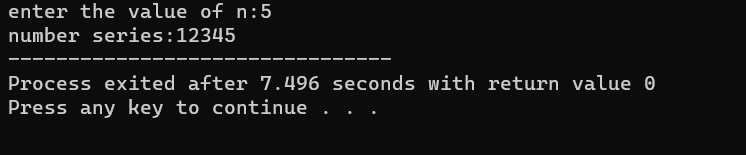 enter the value of n:5
number series:12345
--------------------------------
Process exited after 7.496 seconds with return value 0
Press any key to continue . . .